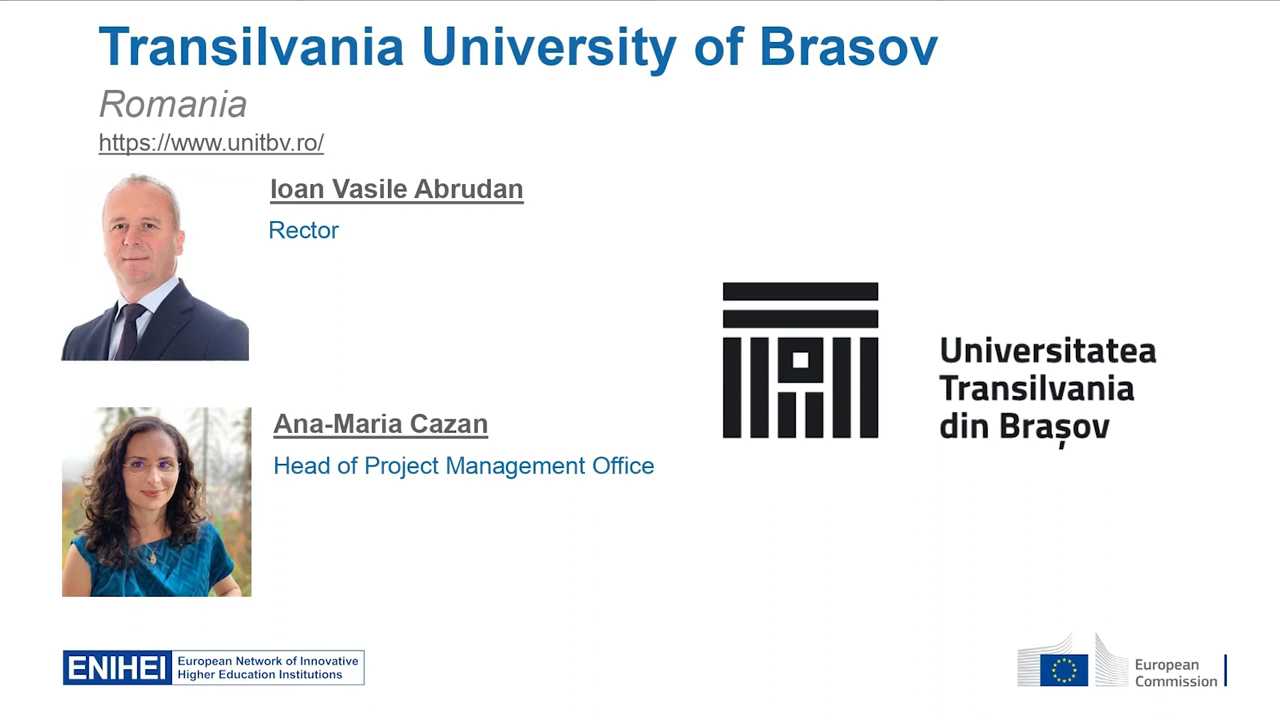 Transilvania University of Brasov
Romania
https://www.unitbv.ro/
Ioan Vasile Abrudan
Rector
Ana-Maria Cazan
Head of Project Management Office
Universitatea
Transilvania
din Brașov
ENIHEI
European Network of Innovative
Higher Education Institutions
European
Commission